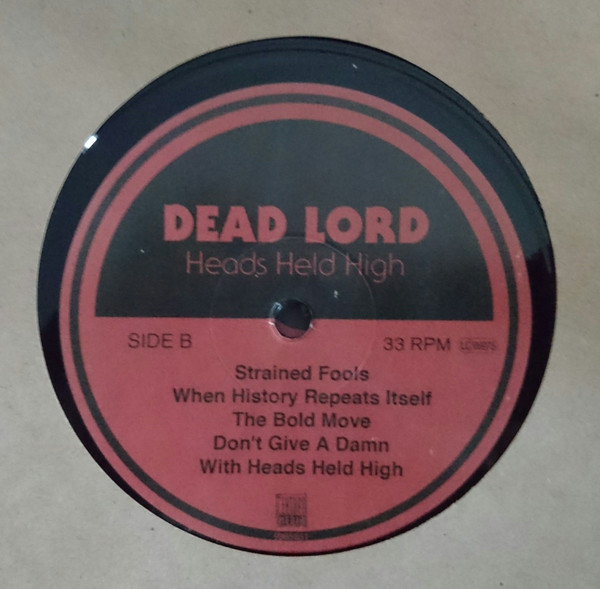 DEAD LORD
Heads Held High
SIDE B
33 RPM
Strained Fools
When History Repeats Itself
The Bold Move
Don't Give A Damn
With Heads Held High